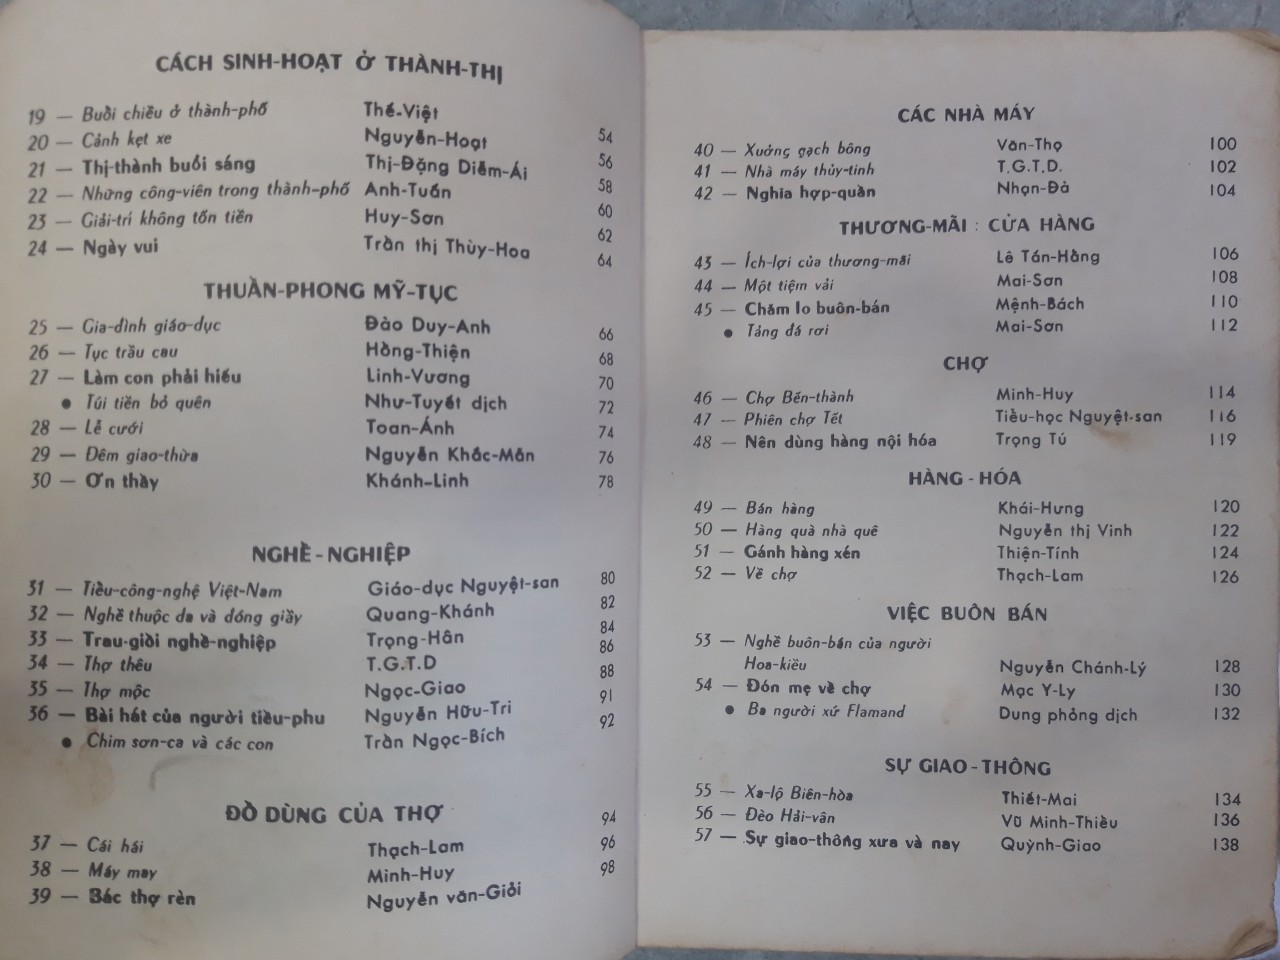 CÁCH SINH-HOẠT Ở THÀNH-THỊ
19 — Buổi chiều ở thành-phố Thế-Việt 54
20 — Cảnh kẹt xe Nguyễn-Hoạt 56
21 — Thị-thành buổi sáng Thị-Đặng Diễm-Ái 58
22 — Những công-viên trong thành-phố Anh-Tuấn 60
23 — Giải-trí không tốn tiền Huy-Sơn 62
24 — Ngày vui Trần thị Thùy-Hoa 64
THUẦN-PHONG MỸ-TỤC
25 — Gia-đình giáo-dục Đào Duy-Anh 66
26 — Tục trầu cau Hồng-Thiện 68
27 — Làm con phải hiếu Linh-Vương 70
● Túi tiền bỏ quên Như-Tuyết dịch 72
28 — Lễ cưới Toan-Ánh 74
29 — Đêm giao-thừa Nguyễn Khắc-Mẫn 76
30 — Ơn thầy Khánh-Linh 78
NGHỀ-NGHIỆP
31 — Tiểu-công-nghệ Việt-Nam Giáo-dục Nguyệt-san 80
32 — Nghề thuộc da và đóng giầy Quang-Khánh 82
33 — Trau-giồi nghề-nghiệp Trọng-Hân 84
34 — Thợ thêu T.G.T.D 86
35 — Thợ mộc Ngọc-Giao 88
36 — Bài hát của người tiều-phu Nguyễn Hữu-Tri 91
● Chim sơn-ca và các con Trần Ngọc-Bích 92
ĐỒ DÙNG CỦA THỢ
37 — Cái hái Thạch-Lam 94
38 — Máy may Minh-Huy 96
39 — Bác thợ rèn Nguyễn văn-Giỏi 98
CÁC NHÀ MÁY
40 — Xưởng gạch bông Văn-Thọ 100
41 — Nhà máy thủy-tinh T.G.T.D. 102
42 — Nghia hợp-quần Nhọn-Đà 104
THƯƠNG-MÃI : CỬA HÀNG
43 — Ích-lợi của thương-mãi Lê Tấn-Hằng 106
44 — Một tiệm vải Mai-Sơn 108
45 — Chăm lo buôn-bán Mệnh-Bách 110
● Tảng đá rơi Mai-Sơn 112
CHỢ
46 — Chợ Bến-thành Minh-Huy 114
47 — Phiên chợ Tết Tiểu-học Nguyệt-san 116
48 — Nên dùng hàng nội hóa Trọng Tú 119
HÀNG - HÓA
49 — Bán hàng Khái-Hưng 120
50 — Hàng quà nhà quê Nguyễn thị Vinh 122
51 — Gánh hàng xén Thiện-Tính 124
52 — Về chợ Thạch-Lam 126
VIỆC BUÔN BÁN
53 — Nghề buôn-bán của người
Hoa-kiều Nguyễn Chánh-Lý 128
54 — Đón mẹ về chợ Mạc Y-Ly 130
● Ba người xứ Flamand Dung phỏng dịch 132
SỰ GIAO-THÔNG
55 — Xa-lộ Biên-hòa Thiết-Mai 134
56 — Đèo Hải-vân Vũ Minh-Thiều 136
57 — Sự giao-thông xưa và nay Quỳnh-Giao 138